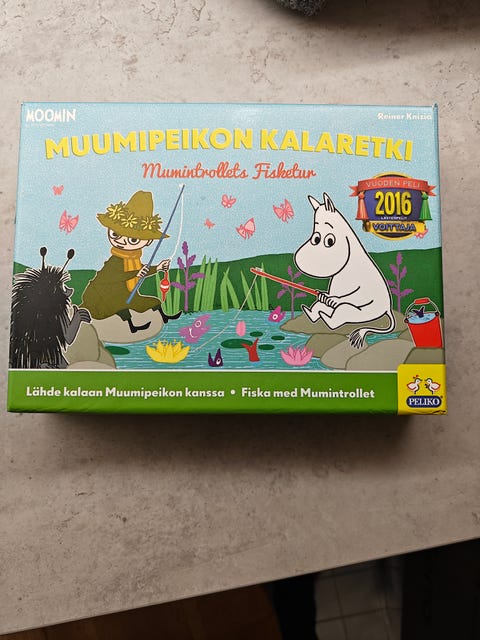 MOOMIN
Reiner Knizia
MUUMIPEIKON KALARETKI
Mumintrollets Fisketur
VUODEN PELI
2016
LASTENPELIT
VOITTAJA
Lähde kalaan Muumipeikon kanssa • Fiska med Mumintrollet
PELIKO